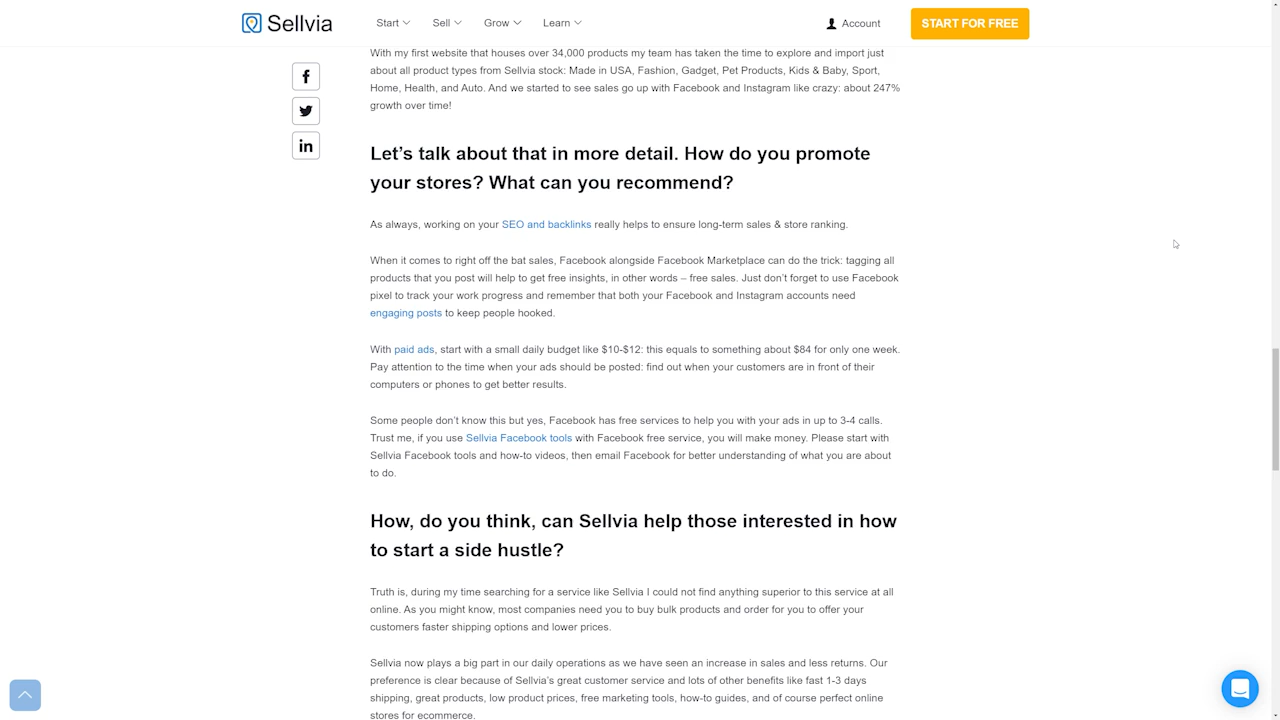 Sellvia
Start
Sell
Grow
Learn
Account
START FOR FREE
With my first website that houses over 34,000 products my team has taken the time to explore and import just
about all product types from Sellvia stock: Made in USA, Fashion, Gadget, Pet Products, Kids & Baby, Sport,
Home, Health, and Auto. And we started to see sales go up with Facebook and Instagram like crazy: about 247%
growth over time!
Let’s talk about that in more detail. How do you promote
your stores? What can you recommend?
As always, working on your SEO and backlinks really helps to ensure long-term sales & store ranking.
When it comes to right off the bat sales, Facebook alongside Facebook Marketplace can do the trick: tagging all
products that you post will help to get free insights, in other words – free sales. Just don’t forget to use Facebook
pixel to track your work progress and remember that both your Facebook and Instagram accounts need
engaging posts to keep people hooked.
With paid ads, start with a small daily budget like $10-$12: this equals to something about $84 for only one week.
Pay attention to the time when your ads should be posted: find out when your customers are in front of their
computers or phones to get better results.
Some people don’t know this but yes, Facebook has free services to help you with your ads in up to 3-4 calls.
Trust me, if you use Sellvia Facebook tools with Facebook free service, you will make money. Please start with
Sellvia Facebook tools and how-to videos, then email Facebook for better understanding of what you are about
to do.
How, do you think, can Sellvia help those interested in how
to start a side hustle?
Truth is, during my time searching for a service like Sellvia I could not find anything superior to this service at all
online. As you might know, most companies need you to buy bulk products and order for you to offer your
customers faster shipping options and lower prices.
Sellvia now plays a big part in our daily operations as we have seen an increase in sales and less returns. Our
preference is clear because of Sellvia’s great customer service and lots of other benefits like fast 1-3 days
shipping, great products, low product prices, free marketing tools, how-to guides, and of course perfect online
stores for ecommerce.